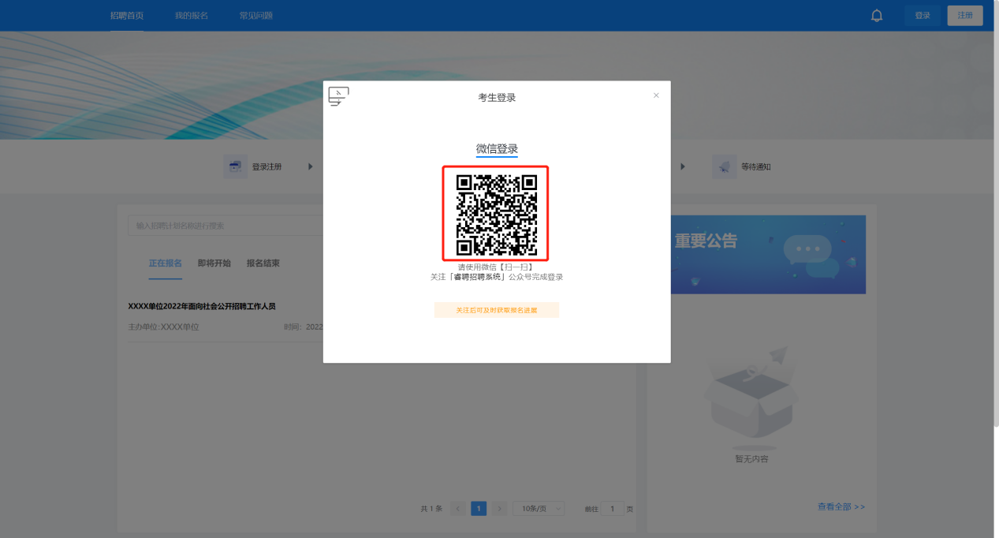 招聘首页
我的报名
常见问题
登录
注册
考生登录
×
微信登录
登录注册
等待通知
输入招聘计划名称进行搜索
重要公告
正在报名
即将开始
报名结束
请使用微信【扫一扫】
关注「睿聘招聘系统」公众号完成登录
XXXX单位2022年面向社会公开招聘工作人员
关注后可及时获取报名进展
主办单位:XXXX单位
时间：2022
暂无内容
共 1 条
<
1
>
10条/页
前往
1
页
查看全部 >>